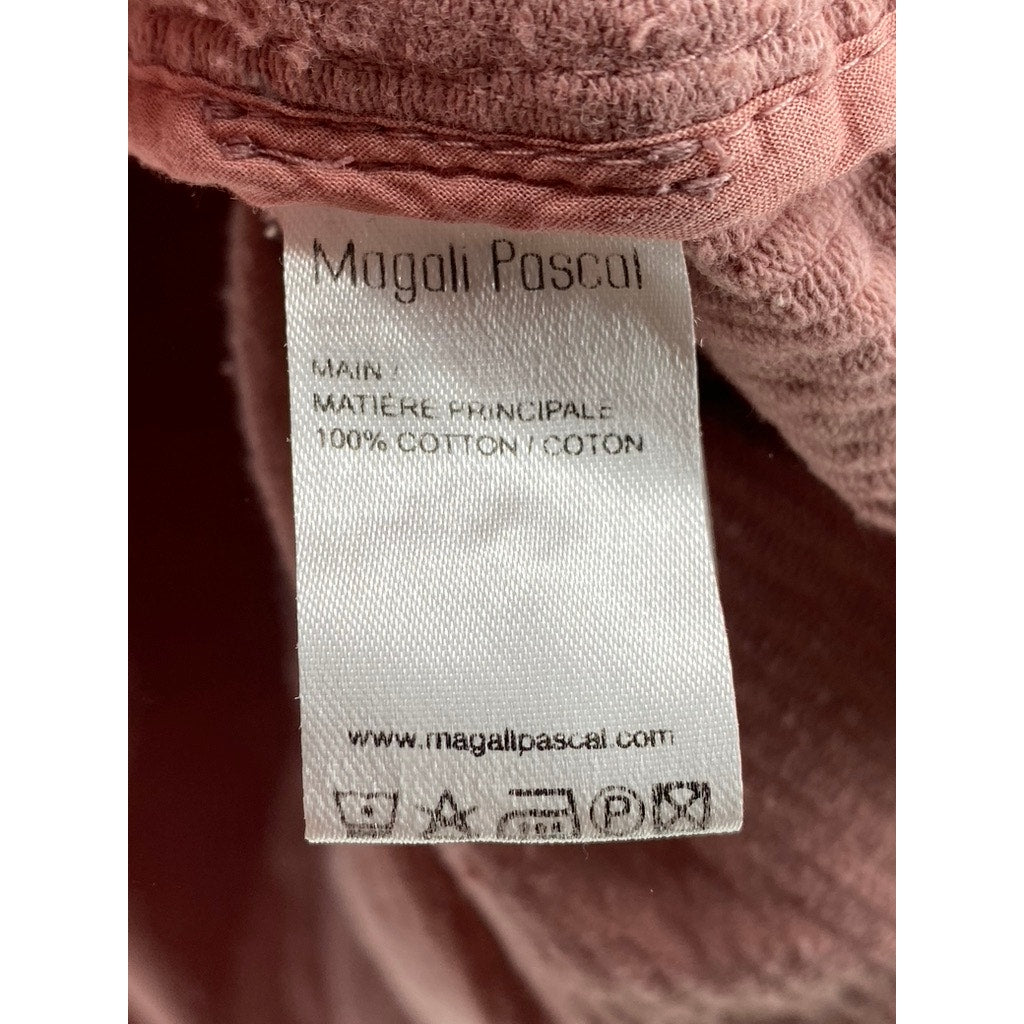 Magali Pascal
MAIN /
MATIÈRE PRINCIPALE
100% COTTON / COTON
www.magalipascal.com
P